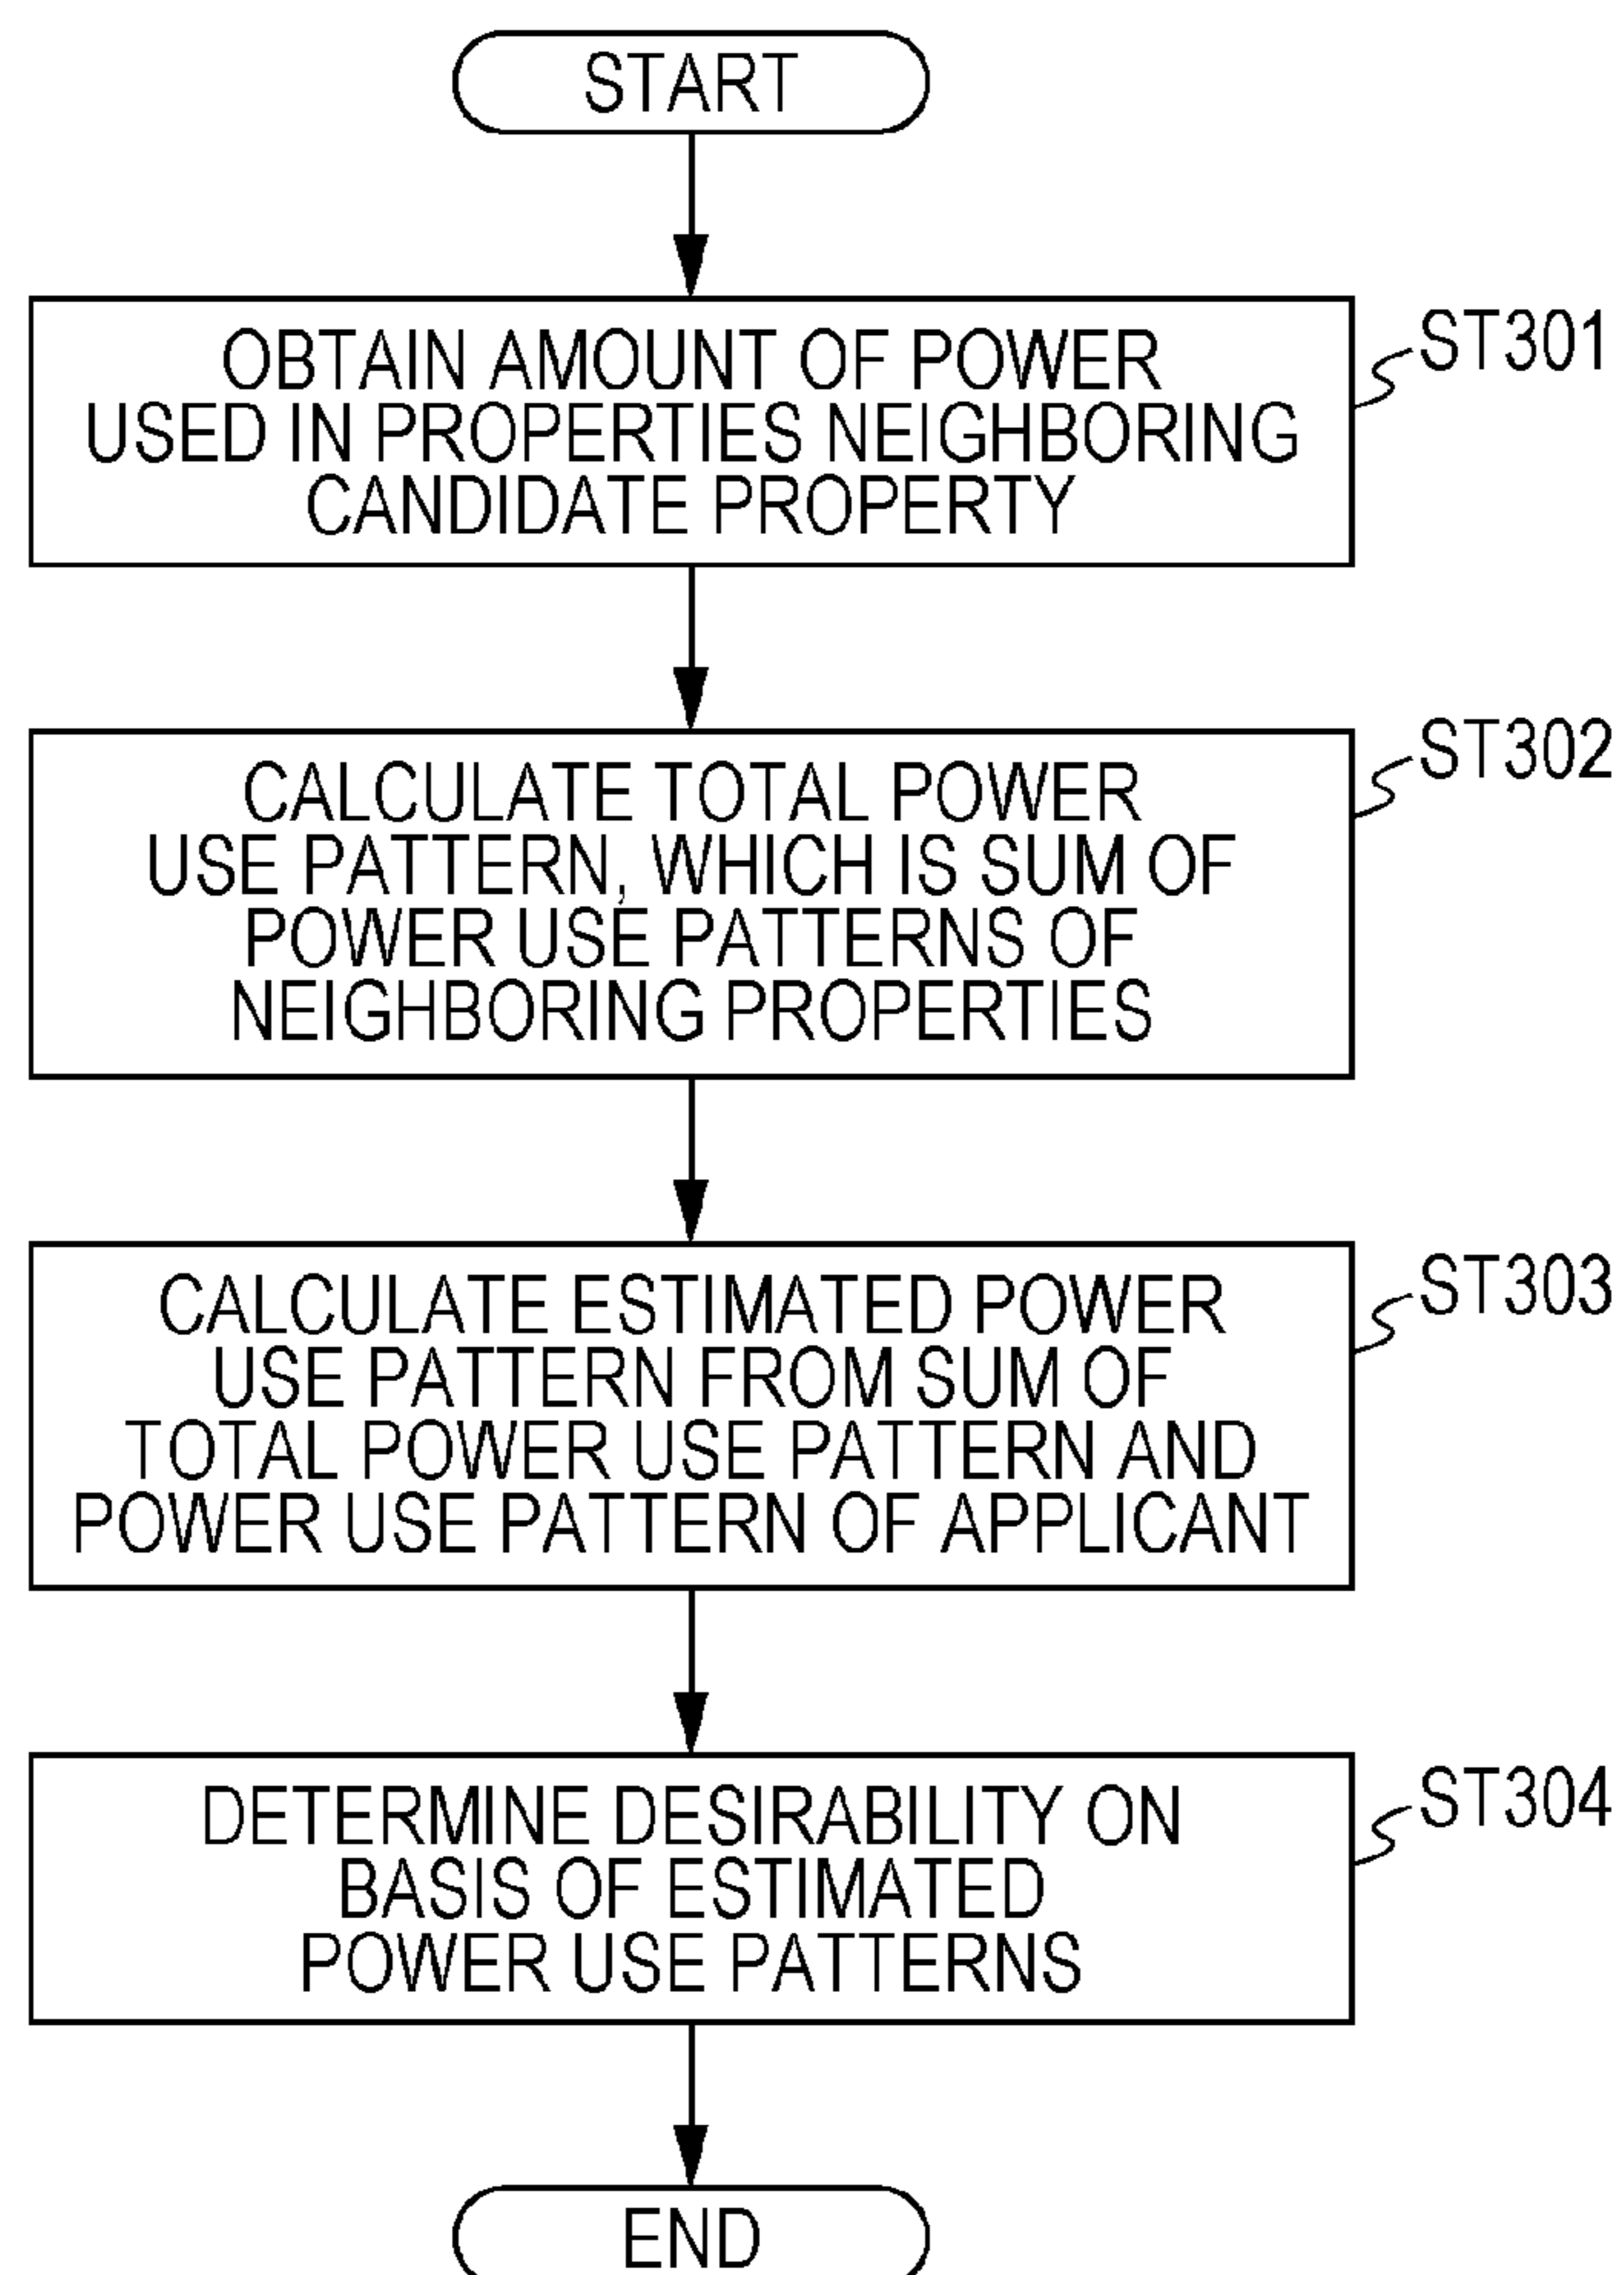 START
OBTAIN AMOUNT OF POWER
USED IN PROPERTIES NEIGHBORING
CANDIDATE PROPERTY
ST301
CALCULATE TOTAL POWER
USE PATTERN, WHICH IS SUM OF
POWER USE PATTERNS OF
NEIGHBORING PROPERTIES
ST302
CALCULATE ESTIMATED POWER
USE PATTERN FROM SUM OF
TOTAL POWER USE PATTERN AND
POWER USE PATTERN OF APPLICANT
ST303
DETERMINE DESIRABILITY ON
BASIS OF ESTIMATED
POWER USE PATTERNS
ST304
END